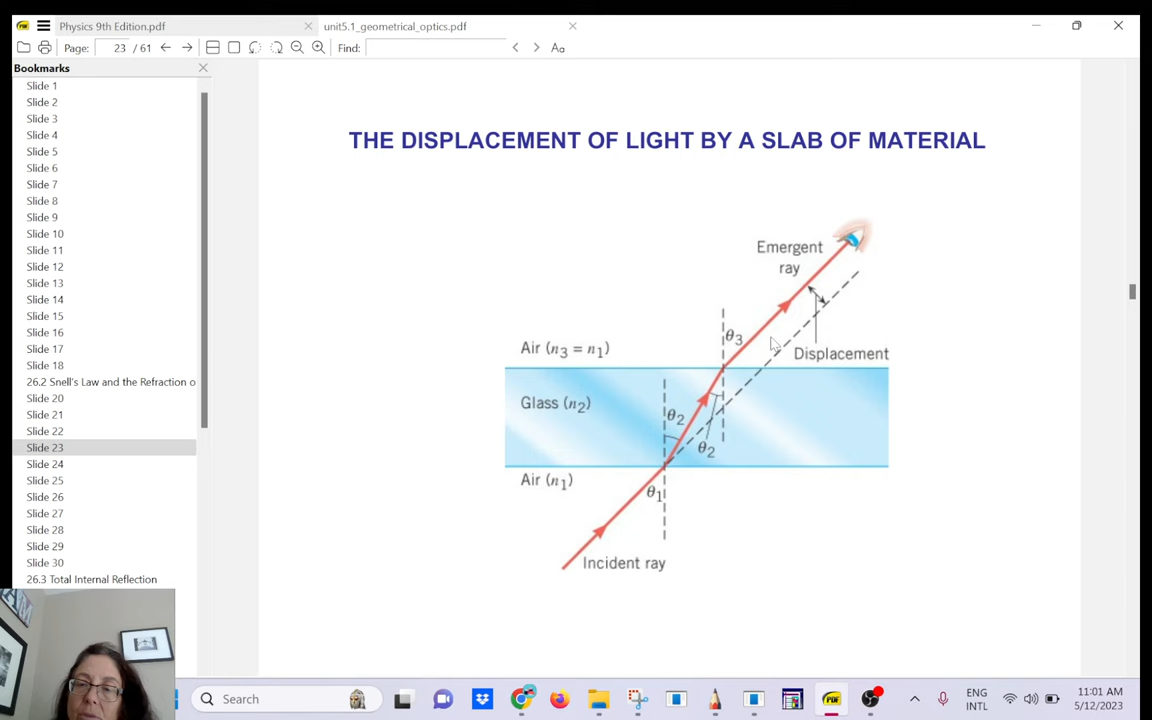 Physics 9th Edition.pdf
unit5.1_geometrical_optics.pdf
Page: 23 / 61
Find:
Aa
Bookmarks
Slide 1
Slide 2
Slide 3
Slide 4
Slide 5
Slide 6
Slide 7
Slide 8
Slide 9
Slide 10
Slide 11
Slide 12
Slide 13
Slide 14
Slide 15
Slide 16
Slide 17
Slide 18
26.2 Snell's Law and the Refraction o
Slide 20
Slide 21
Slide 22
Slide 23
Slide 24
Slide 25
Slide 26
Slide 27
Slide 28
Slide 29
Slide 30
26.3 Total Internal Reflection
THE DISPLACEMENT OF LIGHT BY A SLAB OF MATERIAL
Emergent
ray
θ3
Air (n3 = n1)
Displacement
Glass (n2)
θ2
θ2
Air (n1)
θ1
Incident ray
AM
Search
ENG
INTL
11:01 AM
5/12/2023